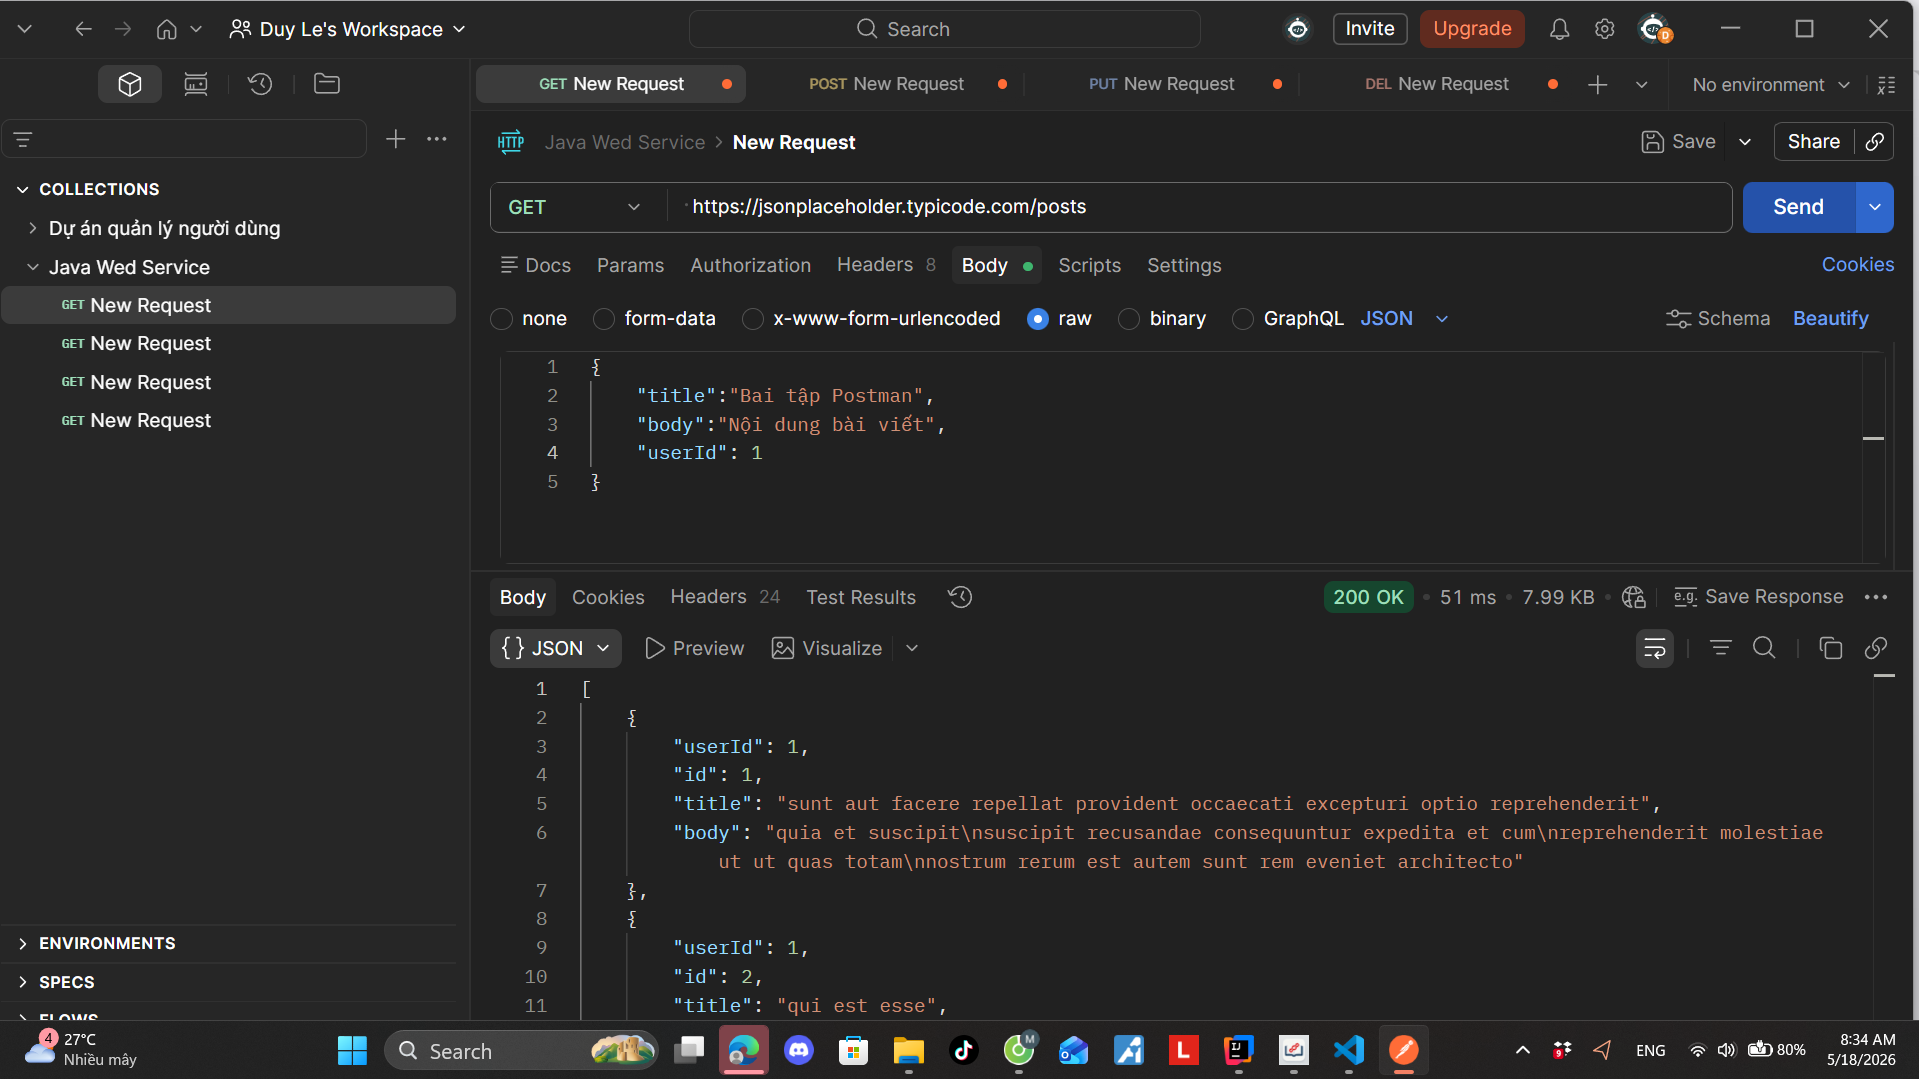 Duy Le's Workspace
Search
Invite
Upgrade
GET New Request
POST New Request
PUT New Request
DEL New Request
No environment
HTTP
Java Wed Service > New Request
Save
Share
COLLECTIONS
Dự án quản lý người dùng
Java Wed Service
GET New Request
GET New Request
GET New Request
GET New Request
GET
https://jsonplaceholder.typicode.com/posts
Send
Docs
Params
Authorization
Headers 8
Body
Scripts
Settings
Cookies
none
form-data
x-www-form-urlencoded
raw
binary
GraphQL
JSON
Schema
Beautify
1 {
2 "title":"Bai tập Postman",
3 "body":"Nội dung bài viết",
4 "userId": 1
5 }
Body
Cookies
Headers 24
Test Results
200 OK
51 ms
7.99 KB
e.g. Save Response
{} JSON
Preview
Visualize
1 [
2 {
3 "userId": 1,
4 "id": 1,
5 "title": "sunt aut facere repellat provident occaecati excepturi optio reprehenderit",
6 "body": "quia et suscipit\nsuscipit recusandae consequuntur expedita et cum\nreprehenderit molestiae
ut ut quas totam\nnostrum rerum est autem sunt rem eveniet architecto"
7 },
8 {
9 "userId": 1,
10 "id": 2,
11 "title": "qui est esse",
ENVIRONMENTS
SPECS
FLOWS
4
27°C
Nhiều mây
Search
M
L
9
ENG
80%
8:34 AM
5/18/2026